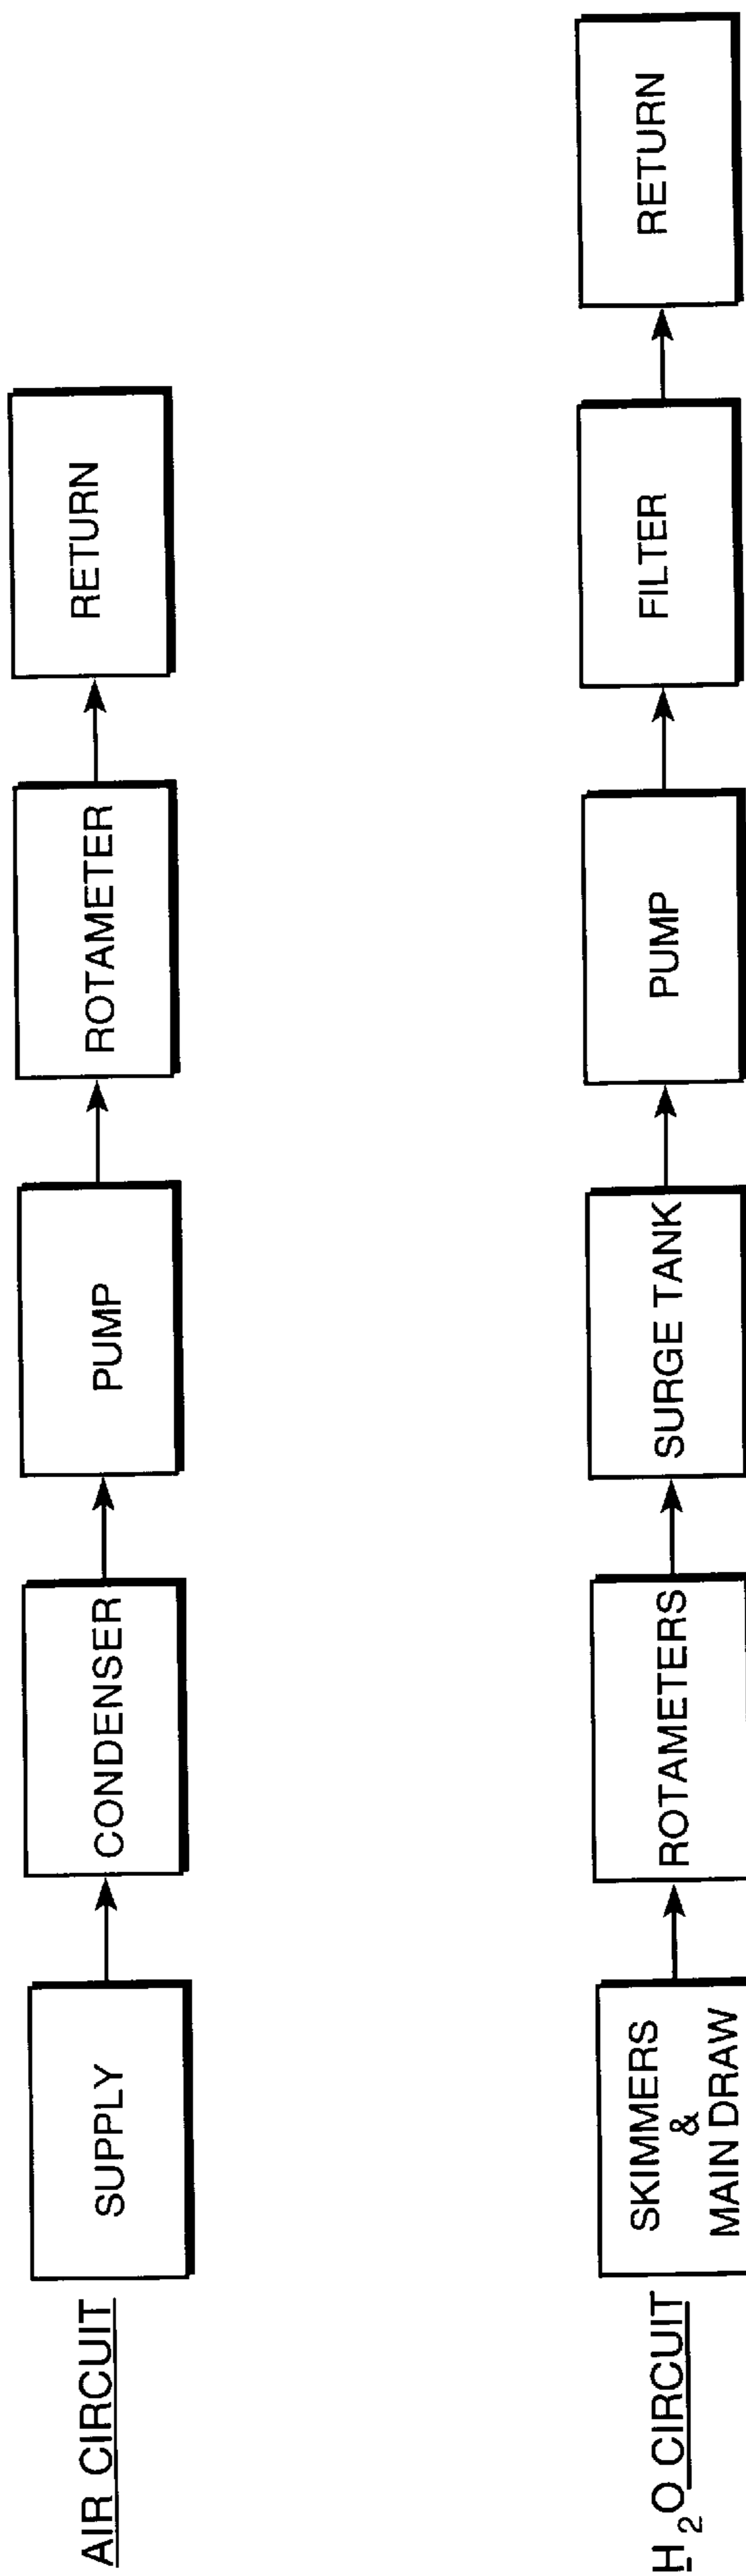 AIR CIRCUIT
SUPPLY
CONDENSER
PUMP
ROTAMETER
RETURN
H₂O CIRCUIT
SKIMMERS
&
MAIN DRAW
ROTAMETERS
SURGE TANK
PUMP
FILTER
RETURN